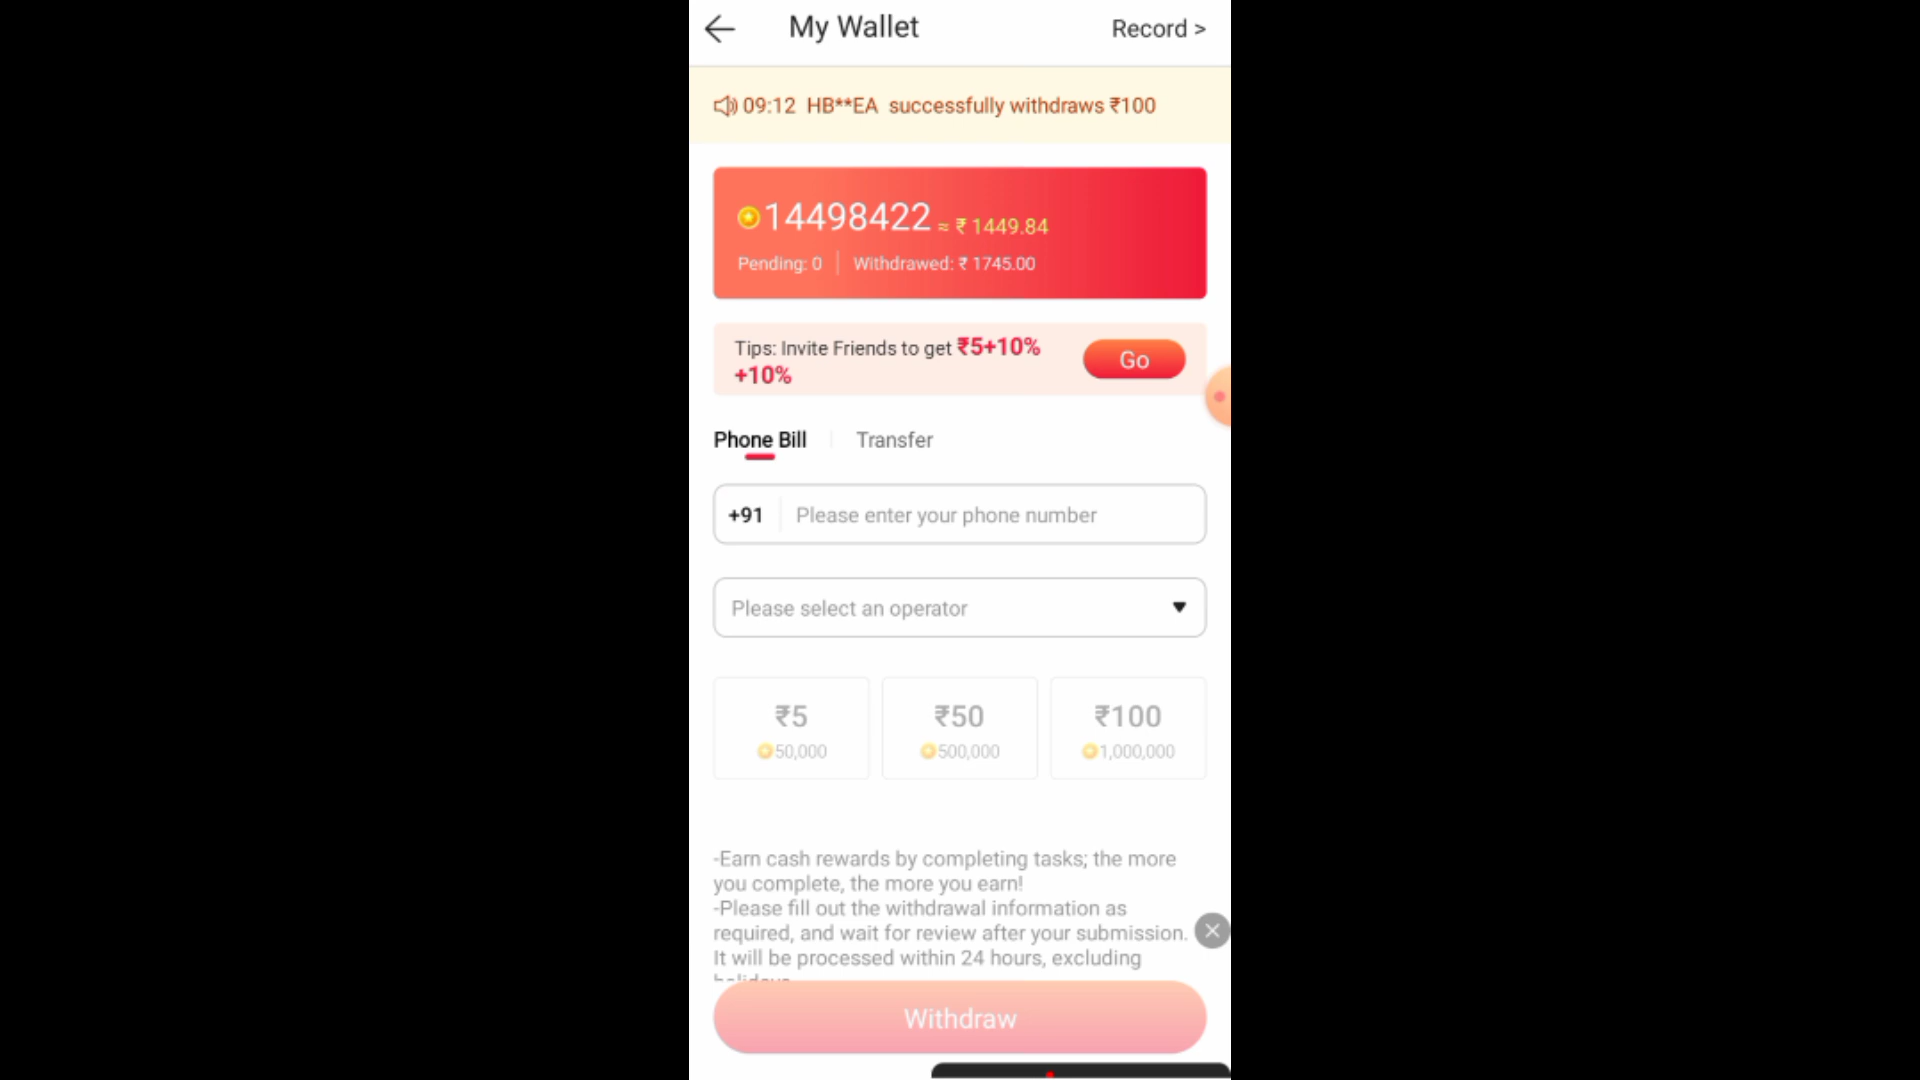 My Wallet
Record >
09:12 HB**EA successfully withdraws ₹100
14498422 ≈ ₹ 1449.84
Pending: 0 | Withdrawed: ₹ 1745.00
Tips: Invite Friends to get ₹5+10%
+10%
Go
Phone Bill
Transfer
+91 Please enter your phone number
Please select an operator
₹5
50,000
₹50
500,000
₹100
1,000,000
-Earn cash rewards by completing tasks; the more
you complete, the more you earn!
-Please fill out the withdrawal information as
required, and wait for review after your submission.
It will be processed within 24 hours, excluding
Withdraw